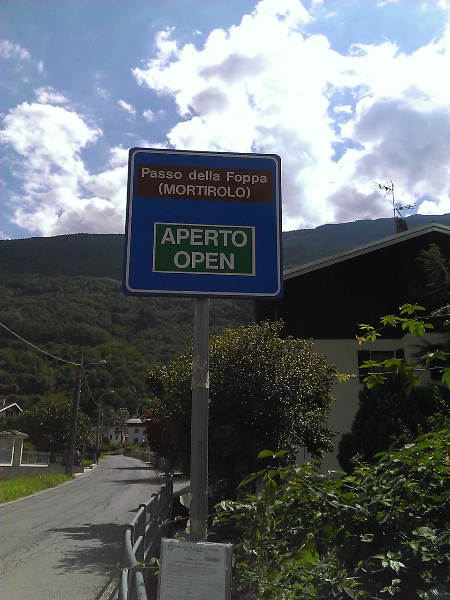 Passo della Foppa
(MORTIROLO)
APERTO
OPEN